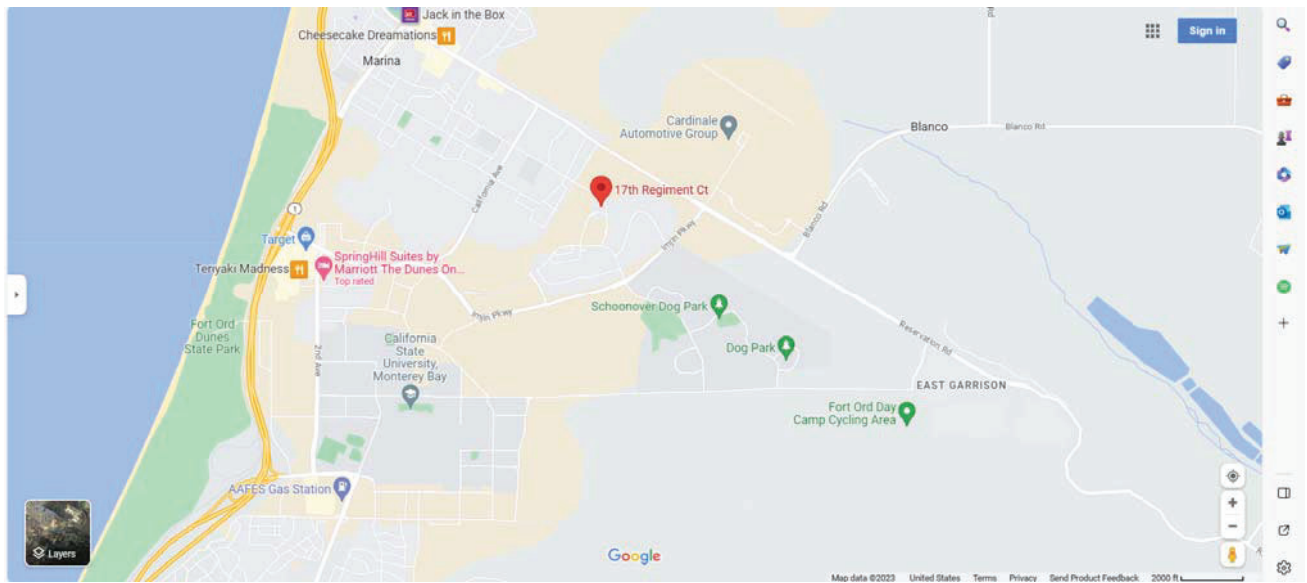 Jack in the Box
Cheesecake Dreamations
Marina
Sign in
Cardinale
Automotive Group
Blanco
Blanco Rd
Rd
California Ave
17th Regiment Ct
Blanco Rd
Imjin Pkwy
1
Target
SpringHill Suites by
Marriott The Dunes On...
Top rated
Teriyaki Madness
Schoonover Dog Park
Imjin Pkwy
Fort Ord
Dunes
State Park
2nd Ave
California
State
University,
Monterey Bay
Dog Park
Reservation Rd
EAST GARRISON
Fort Ord Day
Camp Cycling Area
AAFES Gas Station
Layers
Google
Map data ©2023 United States Terms Privacy Send Product Feedback 2000 ft